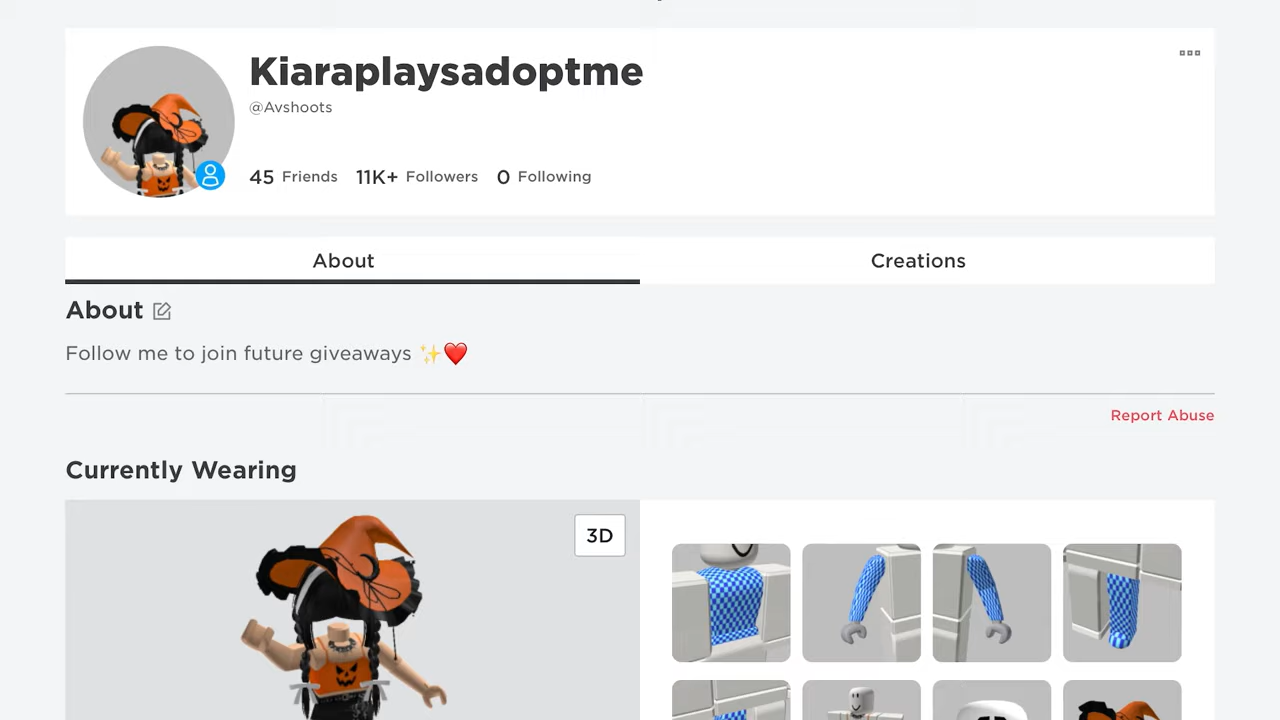 Kiaraplaysadoptme
@Avshoots
45 Friends 11K+ Followers 0 Following
About Creations
About
Follow me to join future giveaways ✨❤️
Report Abuse
Currently Wearing
3D